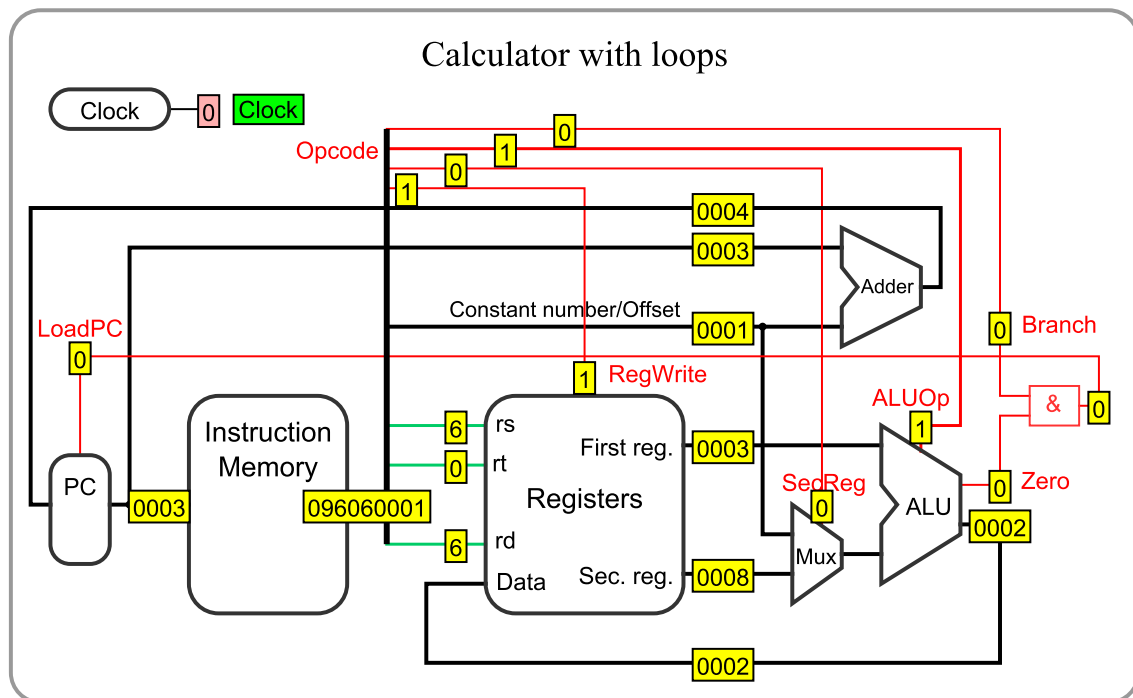 Calculator with loops
Clock
0
Clock
0
Opcode
1
0
1
0004
0003
Adder
Constant number/Offset
0001
LoadPC
0
Branch
0
RegWrite
1
ALUOp
&
0
1
Instruction
Memory
6
rs
First reg.
0003
0
rt
PC
SecReg
0
Zero
0
0003
096060001
Registers
ALU
0002
6
rd
Mux
Data
Sec. reg.
0008
0002